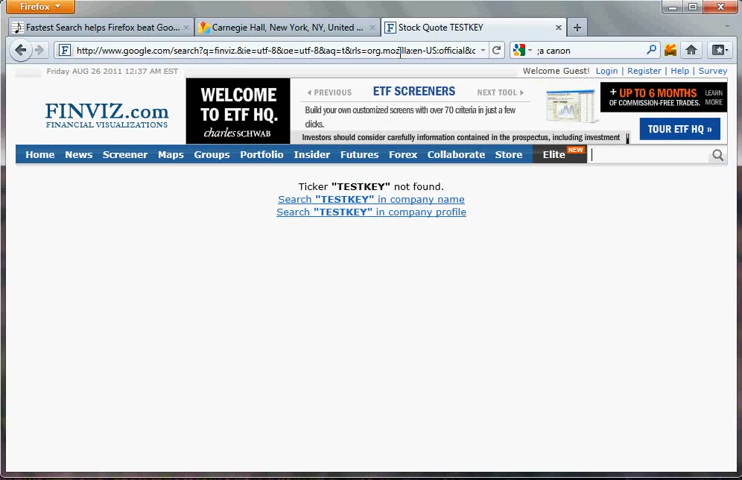 Firefox
Fastest Search helps Firefox beat Goo...
Carnegie Hall, New York, NY, United ...
Stock Quote TESTKEY
http://www.google.com/search?q=finviz.&ie=utf-8&oe=utf-8&aq=t&rls=org.mozilla:en-US:official&c
;a canon
Friday AUG 26 2011 12:37 AM EST
Welcome Guest! Login | Register | Help | Survey
FINVIZ.com
FINANCIAL VISUALIZATIONS
WELCOME
TO ETF HQ.
charles SCHWAB
PREVIOUS
ETF SCREENERS
NEXT TOOL
Build your own customized screens with over 70 criteria in just a few
clicks.
Investors should consider carefully information contained in the prospectus, including investment
+ UP TO 6 MONTHS
OF COMMISSION-FREE TRADES.
LEARN
MORE
TOUR ETF HQ »
Home News Screener Maps Groups Portfolio Insider Futures Forex Collaborate Store Elite NEW
Ticker "TESTKEY" not found.
Search "TESTKEY" in company name
Search "TESTKEY" in company profile